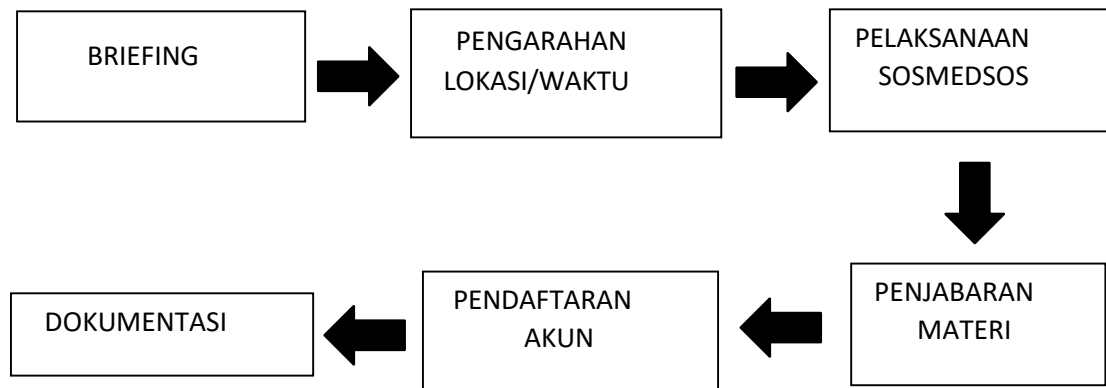 BRIEFING
PENGARAHAN
LOKASI/WAKTU
PELAKSANAAN
SOSMEDSOS
PENJABARAN
MATERI
PENDAFTARAN
AKUN
DOKUMENTASI